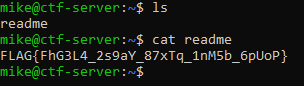 mike@ctf-server:~$ ls
readme
mike@ctf-server:~$ cat readme
FLAG{FhG3L4_2s9aY_87xTq_1nM5b_6pUoP}
mike@ctf-server:~$